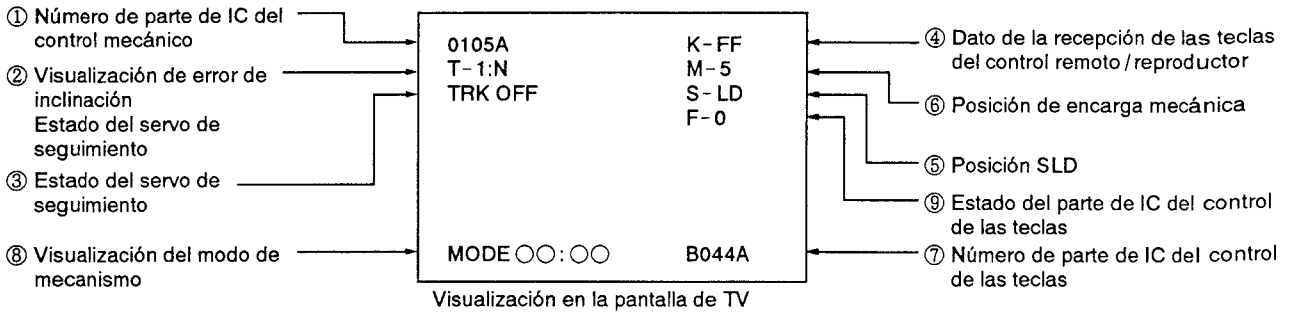 ① Número de parte de IC del
control mecánico
② Visualización de error de
inclinación
Estado del servo de
seguimiento
③ Estado del servo de
seguimiento
⑧ Visualización del modo de
mecanismo
0105A K-FF
T-1:N M-5
TRK OFF S-LD
F-0
MODE ○○:○○ B044A
④ Dato de la recepción de las teclas
del control remoto/reproductor
⑥ Posición de encarga mecánica
⑤ Posición SLD
⑨ Estado del parte de IC del control
de las teclas
⑦ Número de parte de IC del control
de las teclas
Visualización en la pantalla de TV